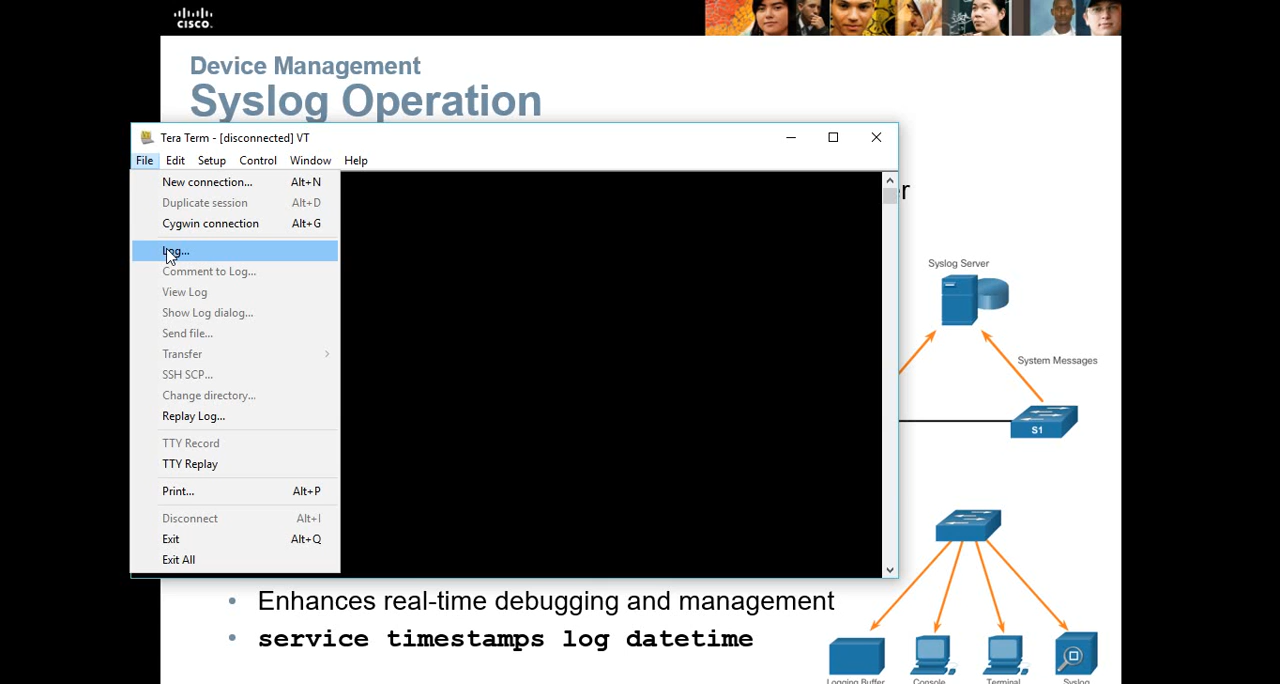 CISCO.
Device Management
Syslog Operation
Tera Term - [disconnected] VT
File Edit Setup Control Window Help
New connection... Alt+N
Duplicate session Alt+D
Cygwin connection Alt+G
Log...
Comment to Log...
View Log
Show Log dialog...
Send file...
Transfer
SSH SCP...
Change directory...
Replay Log...
TTY Record
TTY Replay
Print... Alt+P
Disconnect Alt+I
Exit Alt+Q
Exit All
r
Syslog Server
System Messages
S1
• Enhances real-time debugging and management
• service timestamps log datetime
Logging Buffer Console Terminal Syslog